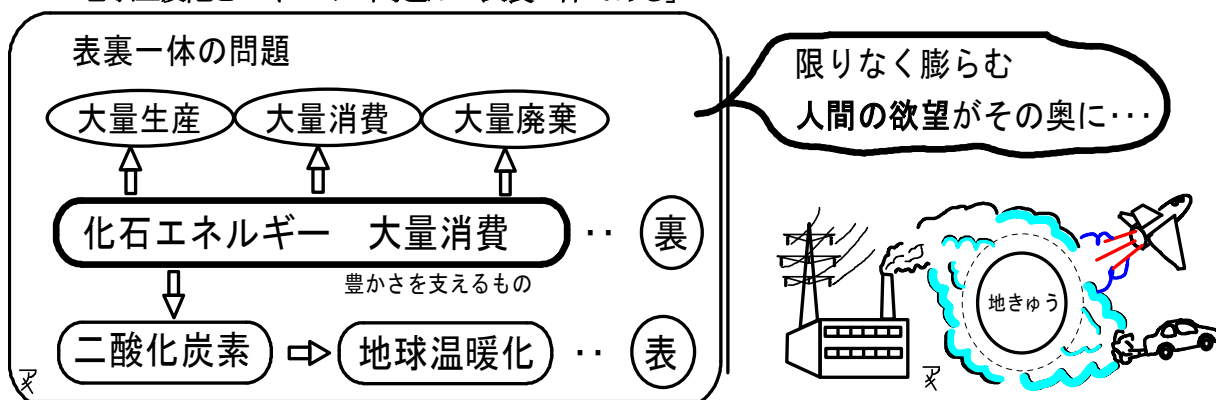 表裏一体の問題
大量生産 大量消費 大量廃棄
化石エネルギー 大量消費 ‥ 裏
豊かさを支えるもの
二酸化炭素 ⇨ 地球温暖化 ‥ 表
限りなく膨らむ
人間の欲望がその奥に…
地きゅう